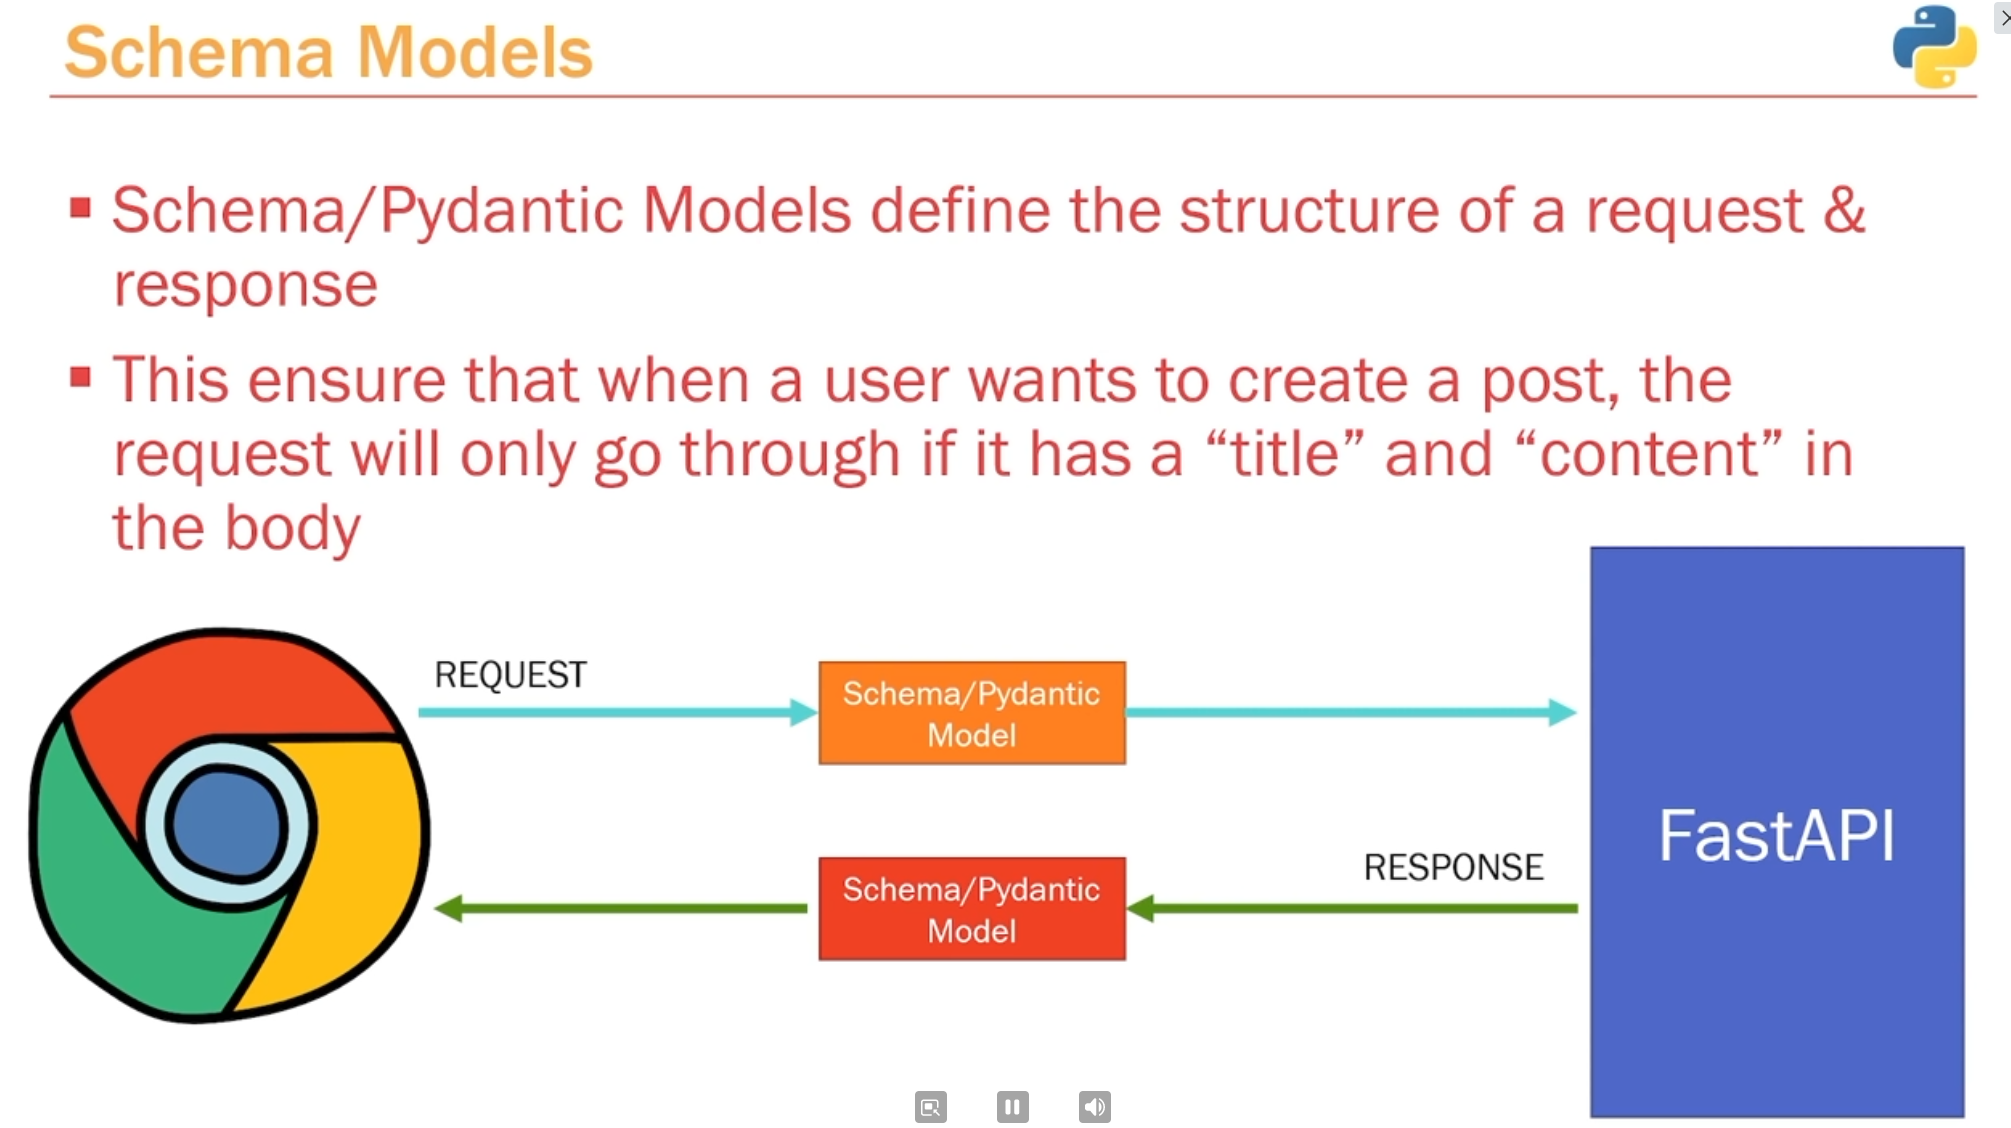 Schema Models
▪ Schema/Pydantic Models define the structure of a request &
response
▪ This ensure that when a user wants to create a post, the
request will only go through if it has a “title” and “content” in
the body
REQUEST
Schema/Pydantic
Model
FastAPI
RESPONSE
Schema/Pydantic
Model